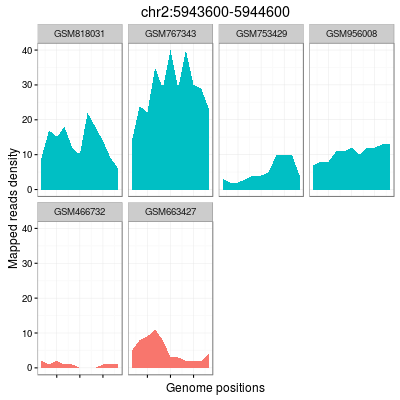 chr2:5943600-5944600
GSM818031 GSM767343 GSM753429 GSM956008
40
30
20
10
0
Mapped reads density
GSM466732 GSM663427
40
30
20
10
0
Genome positions